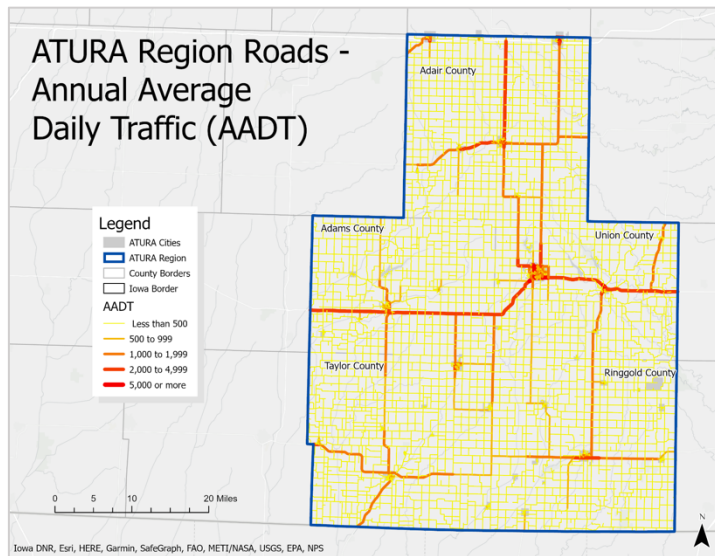 ATURA Region Roads -
Annual Average
Daily Traffic (AADT)
Adair County
Adams County
Union County
Taylor County
Ringgold County
Legend
ATURA Cities
ATURA Region
County Borders
Iowa Border
AADT
Less than 500
500 to 999
1,000 to 1,999
2,000 to 4,999
5,000 or more
0 5 10 20 Miles
N
Iowa DNR, Esri, HERE, Garmin, SafeGraph, FAO, METI/NASA, USGS, EPA, NPS